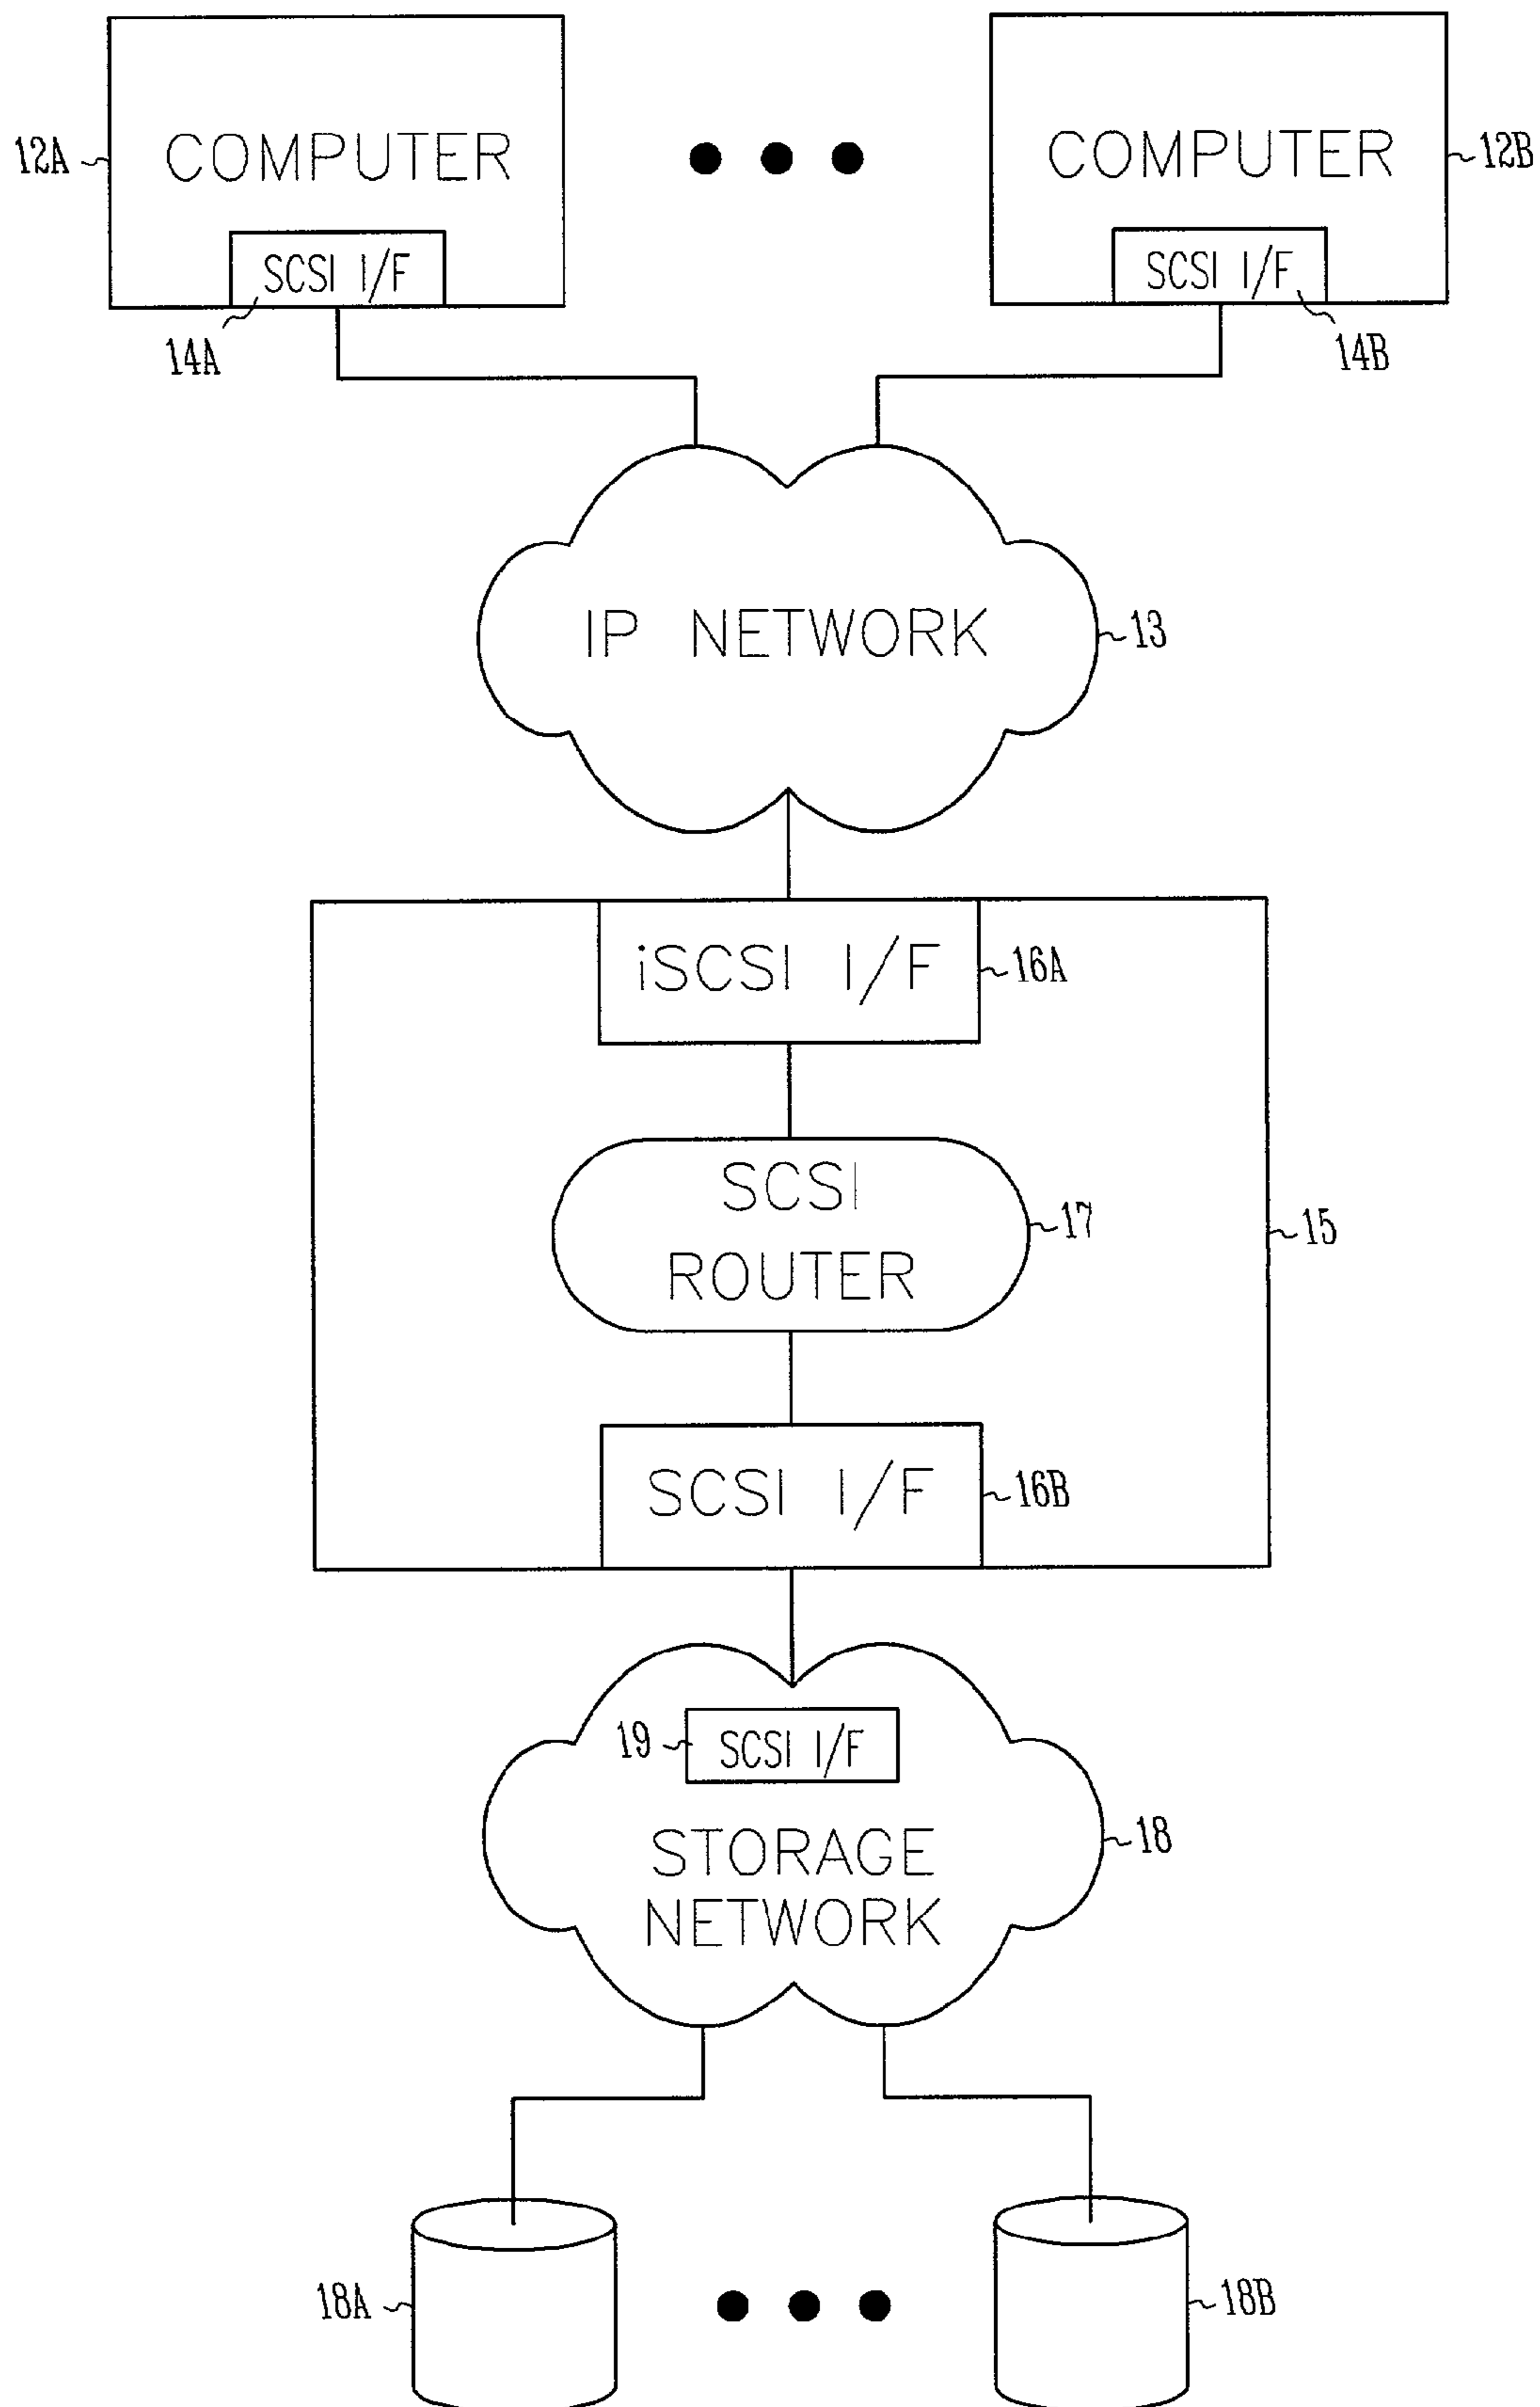 12A
COMPUTER
COMPUTER
12B
SCSI I/F
SCSI I/F
14A
14B
IP NETWORK
13
iSCSI I/F
16A
SCSI
ROUTER
17
15
SCSI I/F
16B
19
SCSI I/F
STORAGE
NETWORK
18
18A
18B